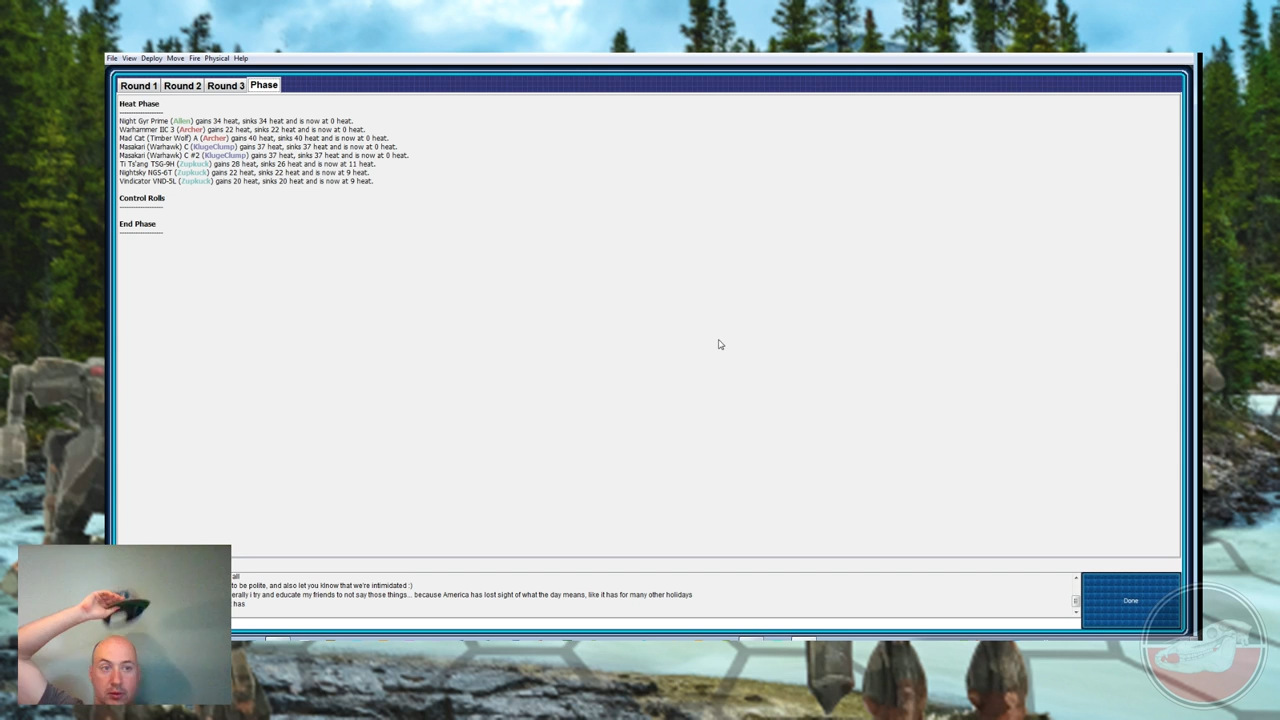 File View Deploy Move Fire Physical Help
Round 1 Round 2 Round 3 Phase
Heat Phase
--------------------
Night Gyr Prime (Allen) gains 34 heat, sinks 34 heat and is now at 0 heat.
Warhammer IIC 3 (Archer) gains 22 heat, sinks 22 heat and is now at 0 heat.
Mad Cat (Timber Wolf) A (Archer) gains 40 heat, sinks 40 heat and is now at 0 heat.
Masakari (Warhawk) C (KlugeClump) gains 37 heat, sinks 37 heat and is now at 0 heat.
Masakari (Warhawk) C #2 (KlugeClump) gains 37 heat, sinks 37 heat and is now at 0 heat.
Ti Ts'ang TSG-9H (Zupkuck) gains 28 heat, sinks 26 heat and is now at 11 heat.
Nightsky NGS-6T (Zupkuck) gains 22 heat, sinks 22 heat and is now at 9 heat.
Vindicator VND-5L (Zupkuck) gains 20 heat, sinks 20 heat and is now at 9 heat.
Control Rolls
--------------------
End Phase
--------------------
all
to be polite, and also let you klnow that we're intimidated :)
erally i try and educate my friends to not say those things... because America has lost sight of what the day means, like it has for many other holidays
has
Done